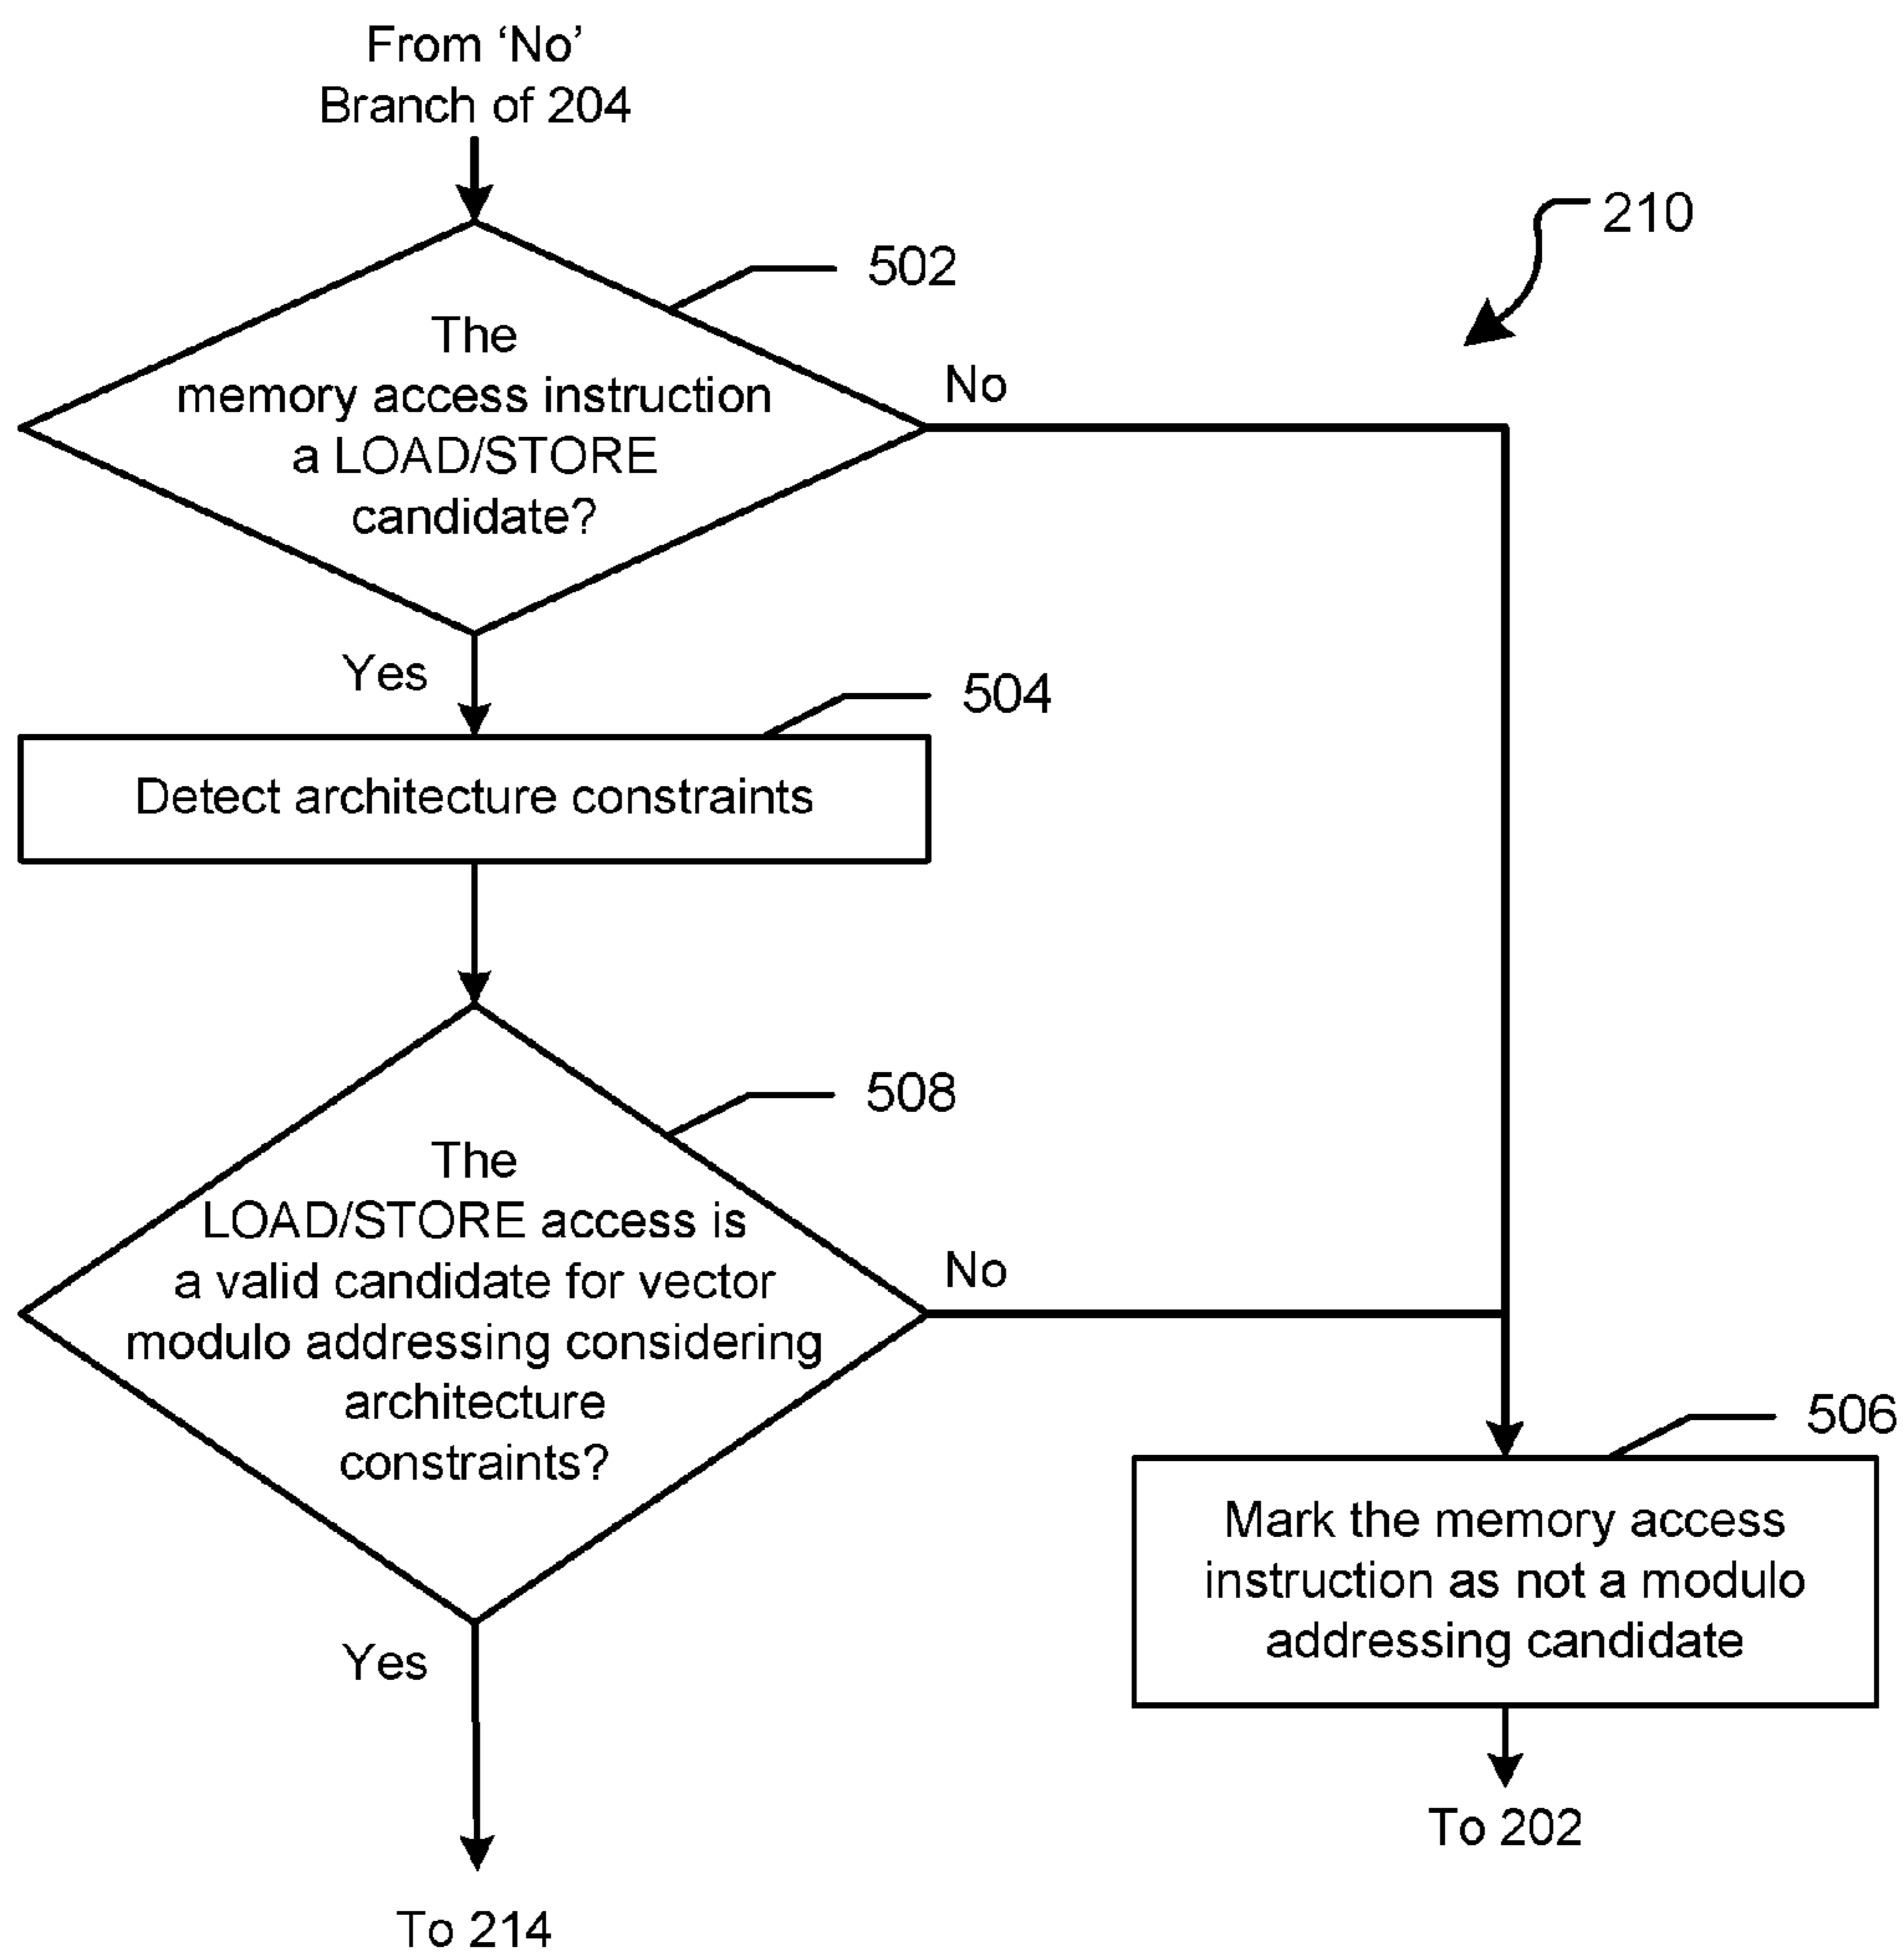 From ‘No’
Branch of 204
210
502
The
memory access instruction
a LOAD/STORE
candidate?
No
Yes
504
Detect architecture constraints
508
The
LOAD/STORE access is
a valid candidate for vector
modulo addressing considering
architecture
constraints?
No
Yes
506
Mark the memory access
instruction as not a modulo
addressing candidate
To 202
To 214